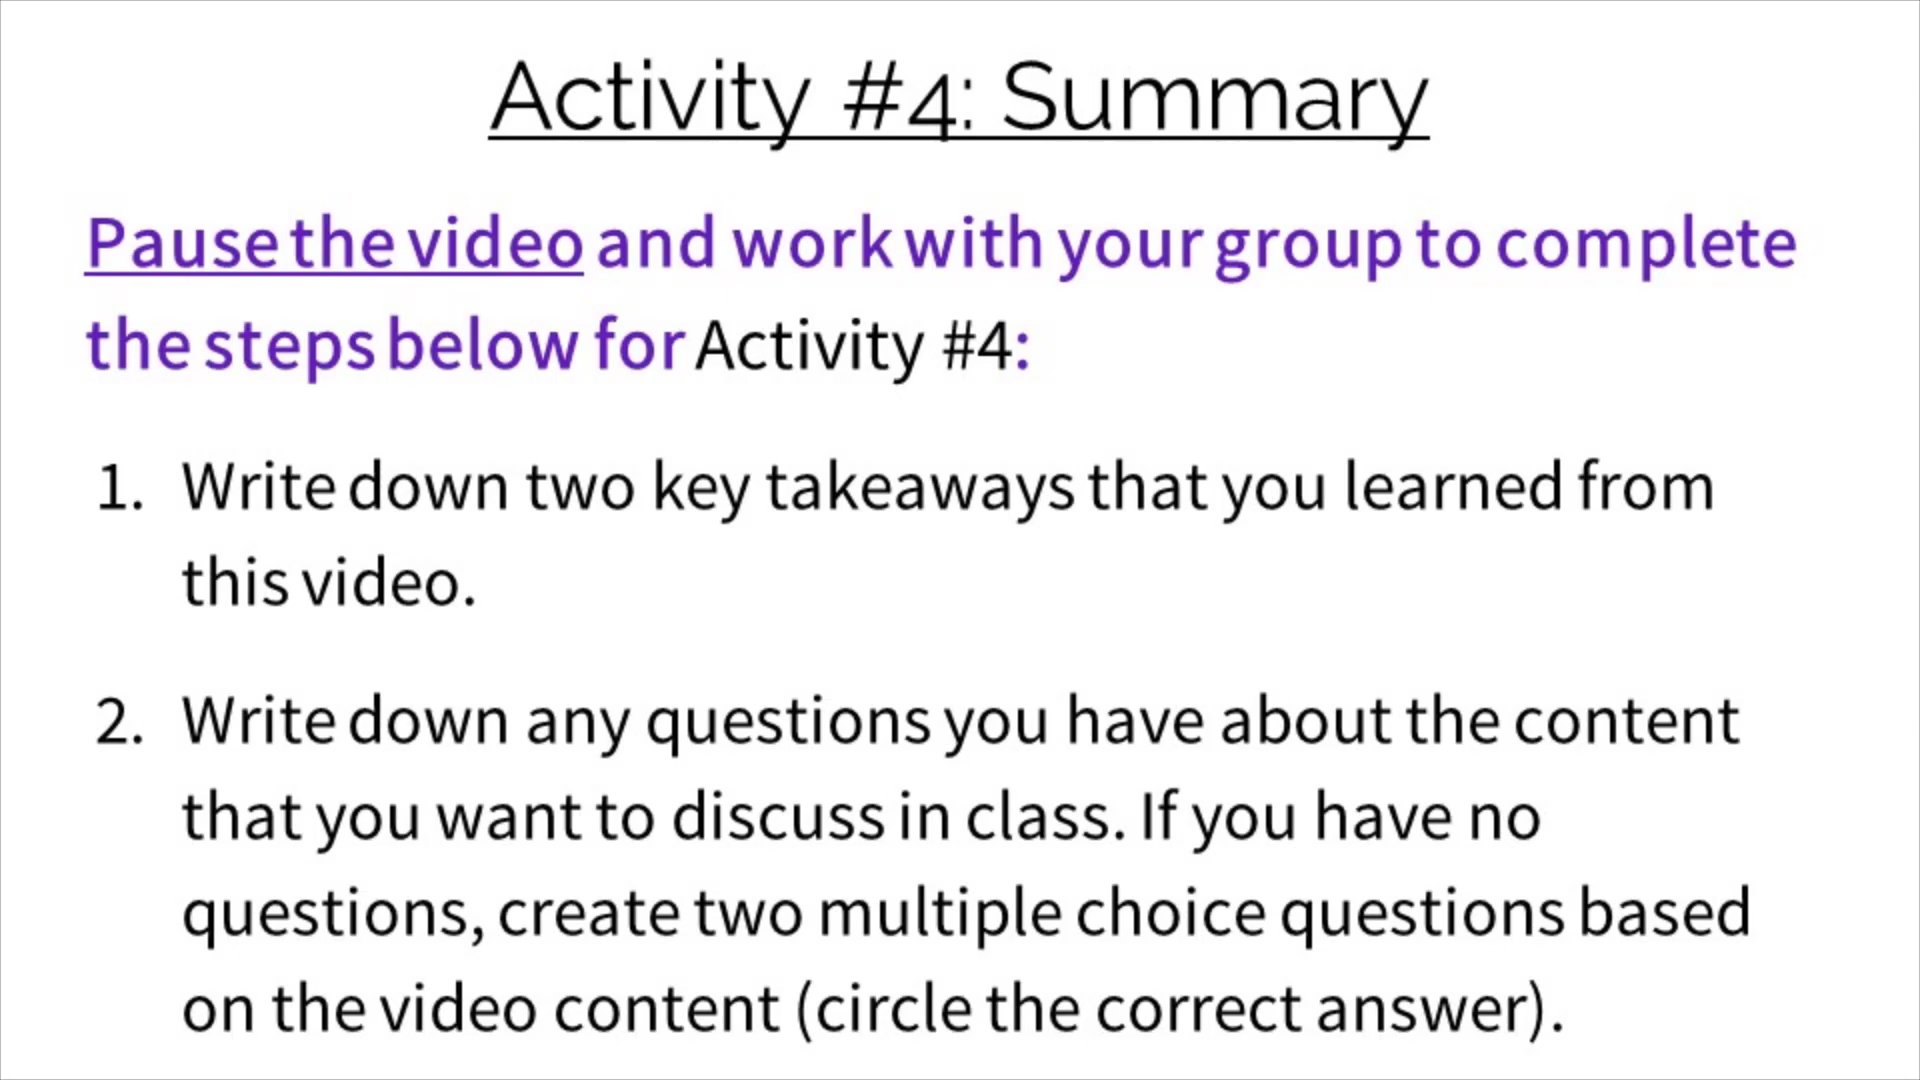 Activity #4: Summary
Pause the video and work with your group to complete
the steps below for Activity #4:
1. Write down two key takeaways that you learned from
this video.
2. Write down any questions you have about the content
that you want to discuss in class. If you have no
questions, create two multiple choice questions based
on the video content (circle the correct answer).